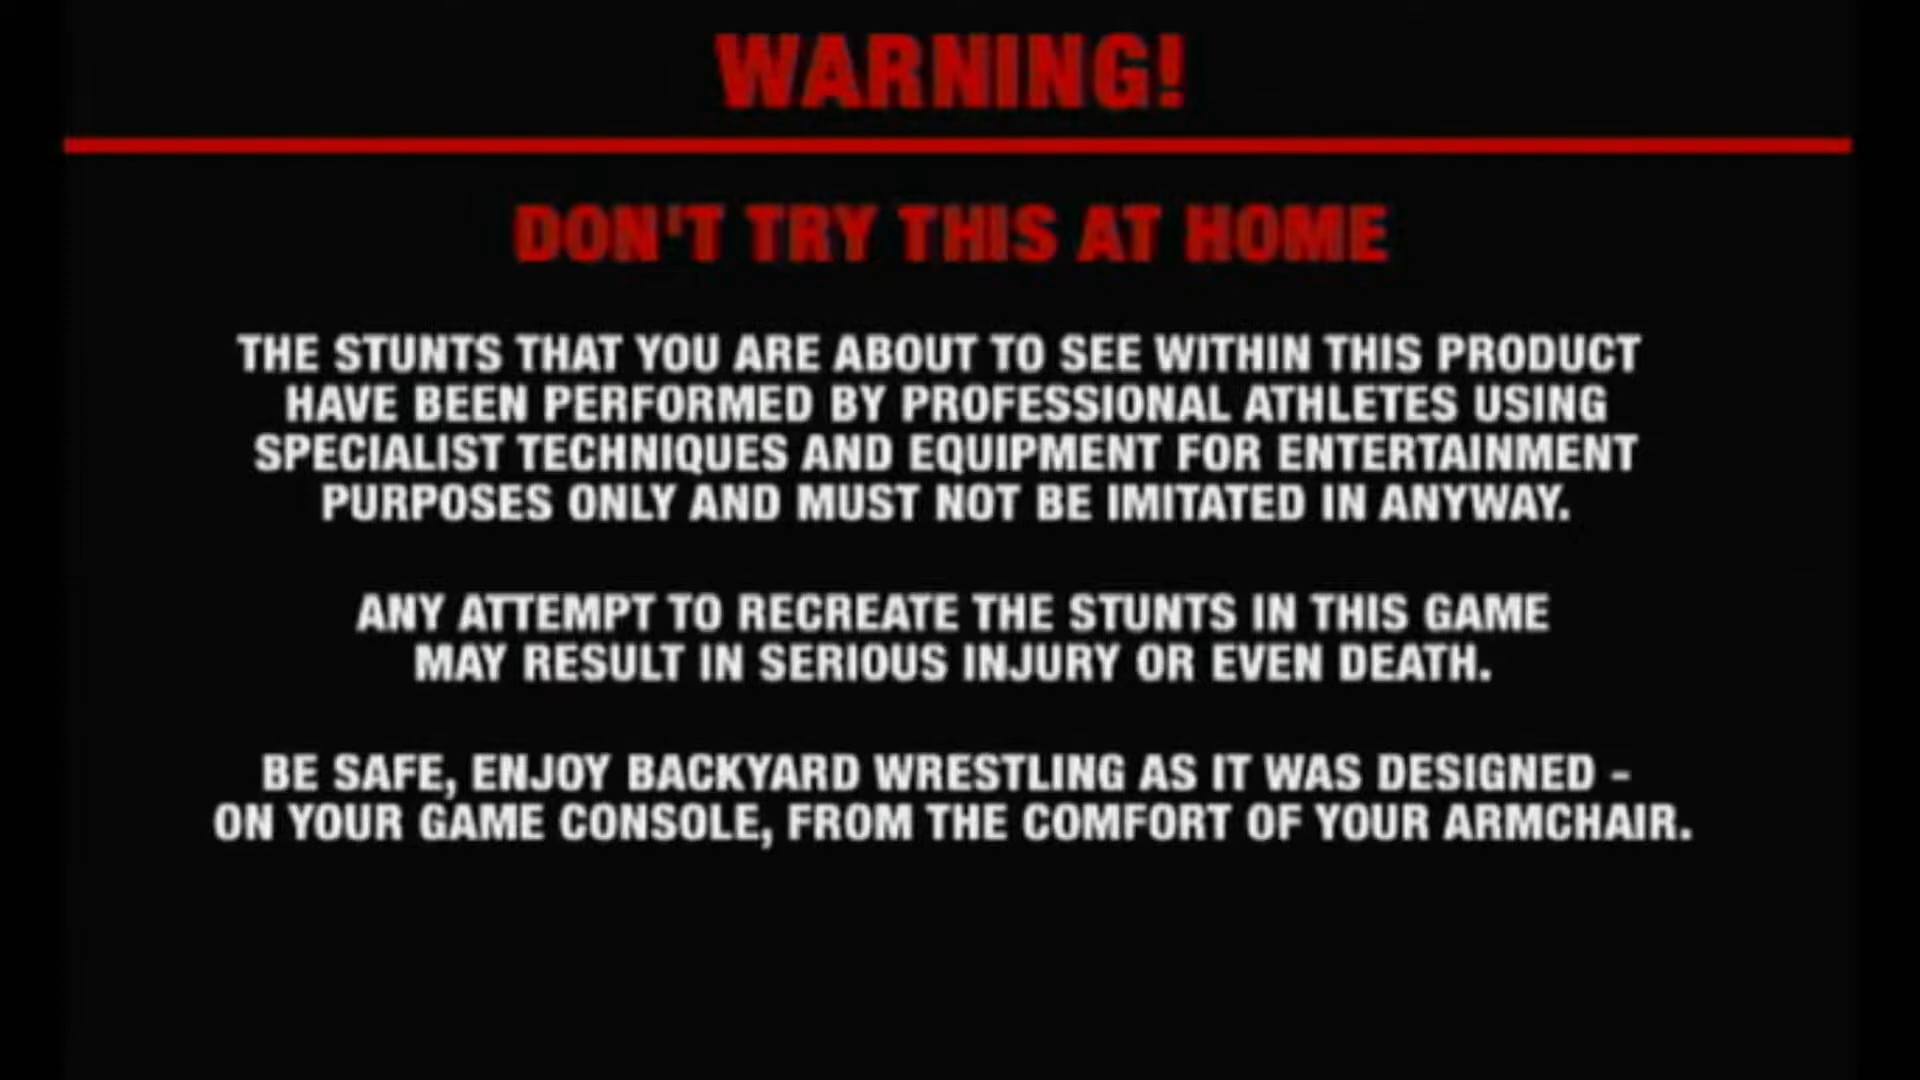 WARNING!
DON'T TRY THIS AT HOME
THE STUNTS THAT YOU ARE ABOUT TO SEE WITHIN THIS PRODUCT
HAVE BEEN PERFORMED BY PROFESSIONAL ATHLETES USING
SPECIALIST TECHNIQUES AND EQUIPMENT FOR ENTERTAINMENT
PURPOSES ONLY AND MUST NOT BE IMITATED IN ANYWAY.
ANY ATTEMPT TO RECREATE THE STUNTS IN THIS GAME
MAY RESULT IN SERIOUS INJURY OR EVEN DEATH.
BE SAFE, ENJOY BACKYARD WRESTLING AS IT WAS DESIGNED -
ON YOUR GAME CONSOLE, FROM THE COMFORT OF YOUR ARMCHAIR.